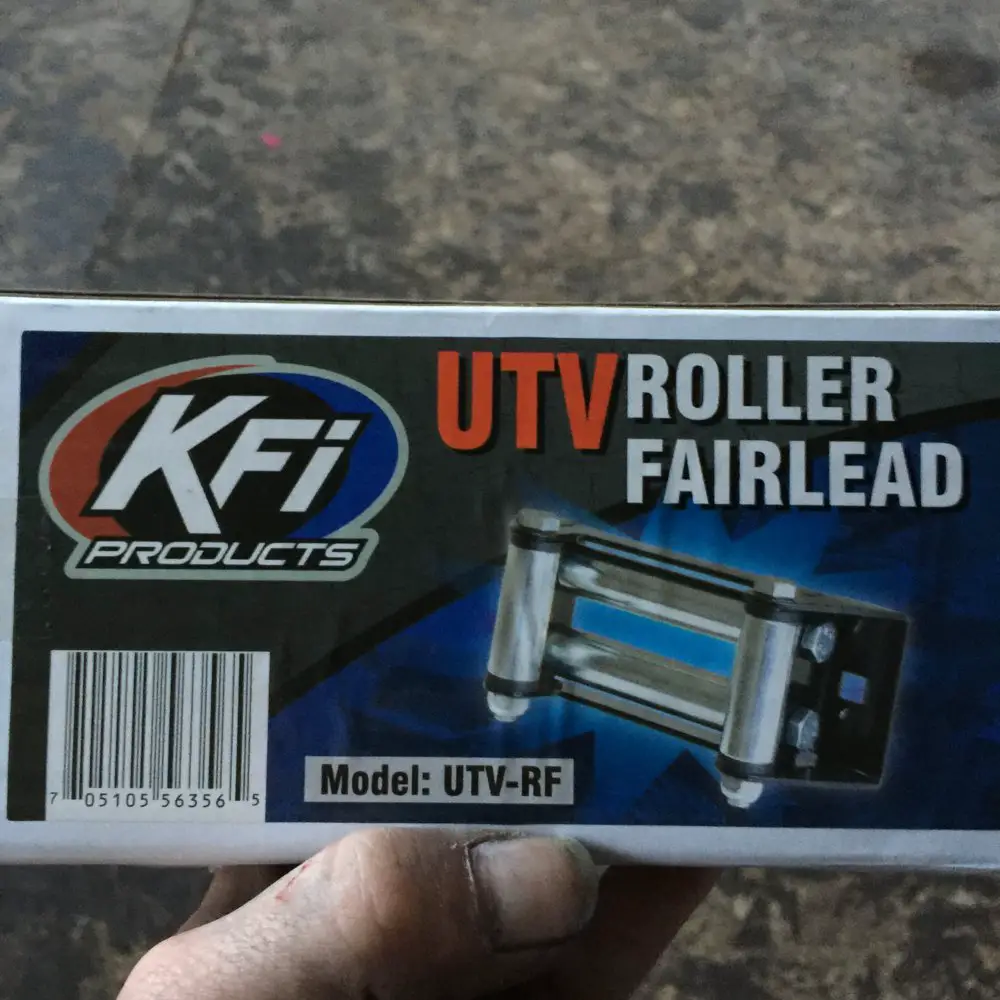 KFi
PRODUCTS
UTV ROLLER
FAIRLEAD
Model: UTV-RF
7 05105 56356 5